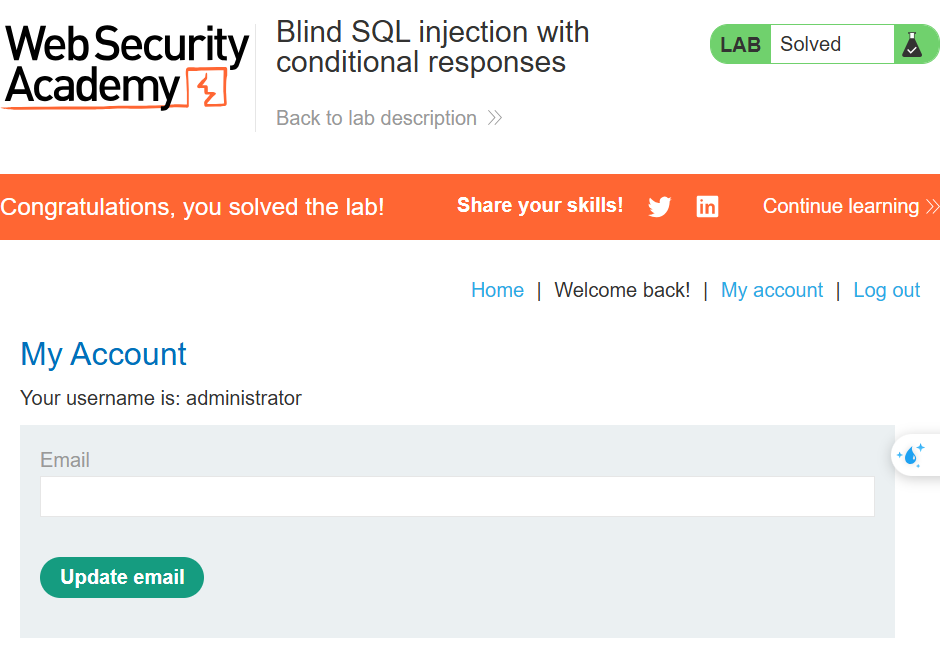 Web Security
Academy
Blind SQL injection with
conditional responses
Back to lab description
LAB Solved
Congratulations, you solved the lab!
Share your skills!
in
Continue learning
Home | Welcome back! | My account | Log out
My Account
Your username is: administrator
Email
Update email